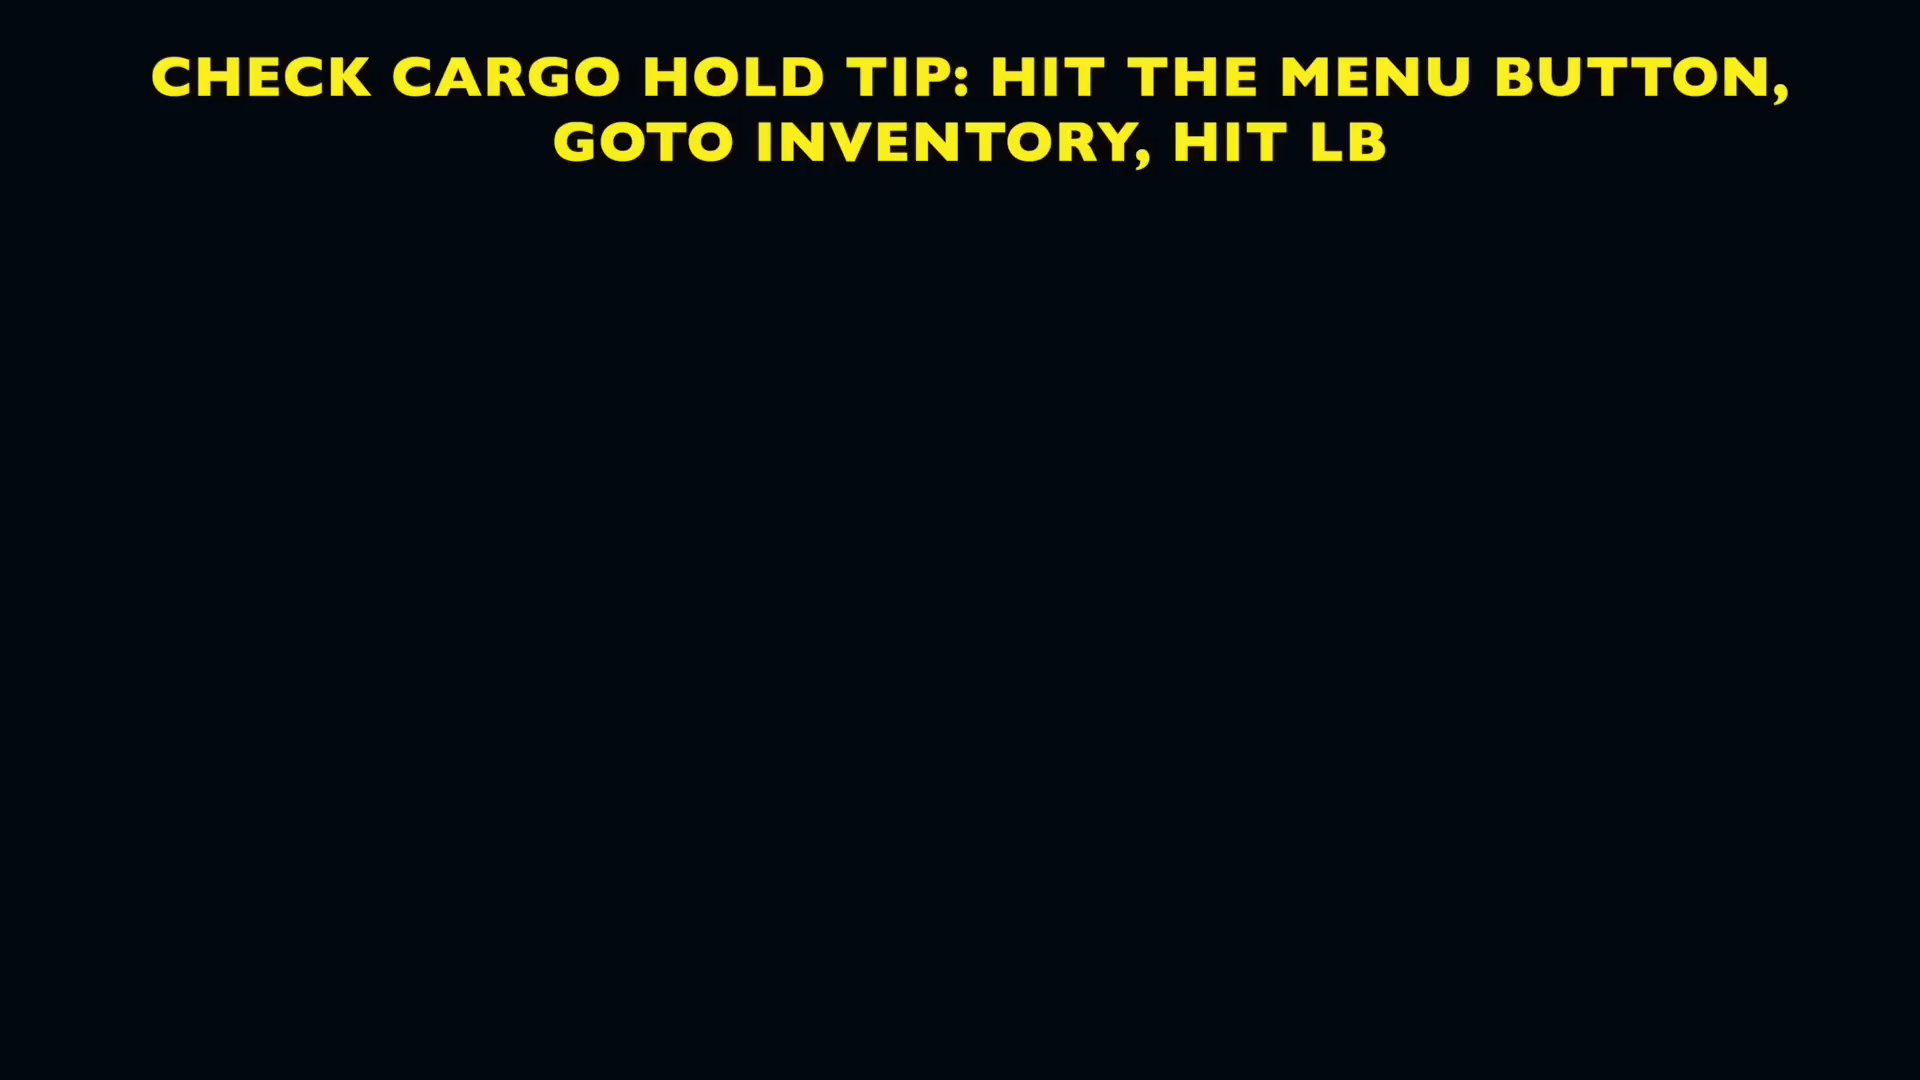 CHECK CARGO HOLD TIP: HIT THE MENU BUTTON,
GOTO INVENTORY, HIT LB